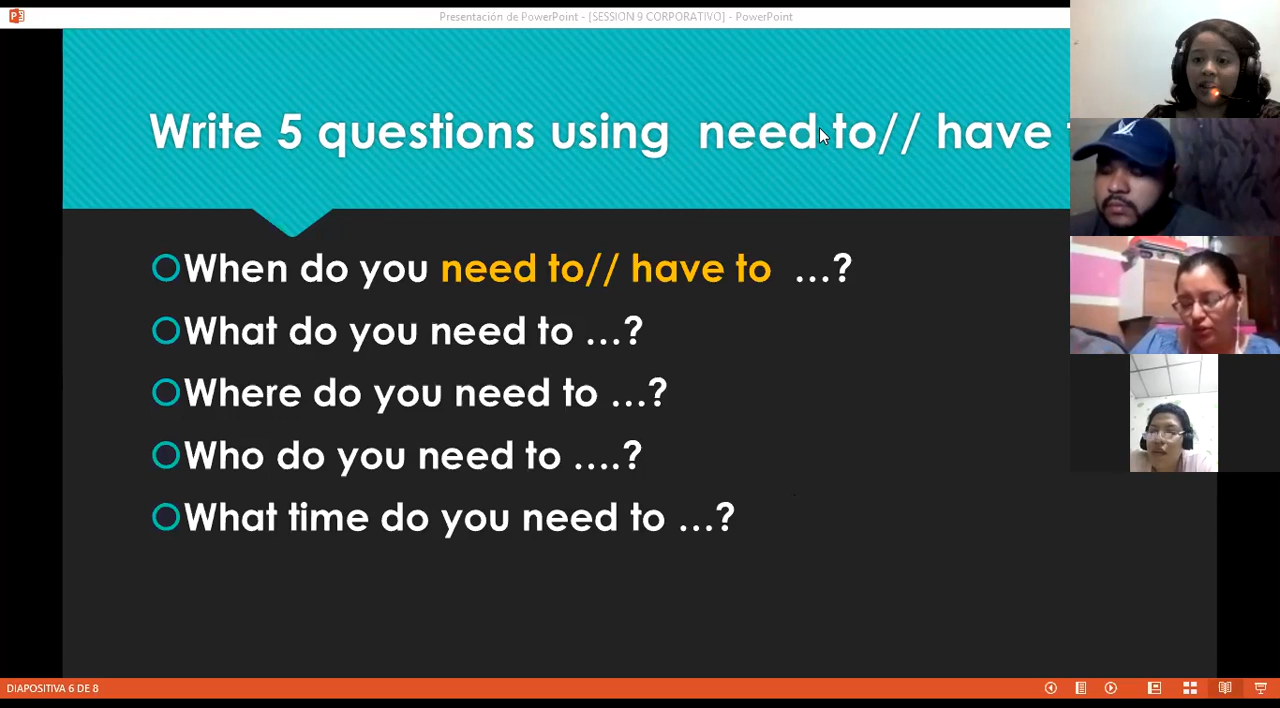 Presentación de PowerPoint - [SESSION 9 CORPORATIVO] - PowerPoint
Write 5 questions using need to// have
When do you need to// have to …?
What do you need to …?
Where do you need to …?
Who do you need to ….?
What time do you need to …?
DIAPOSITIVA 6 DE 8